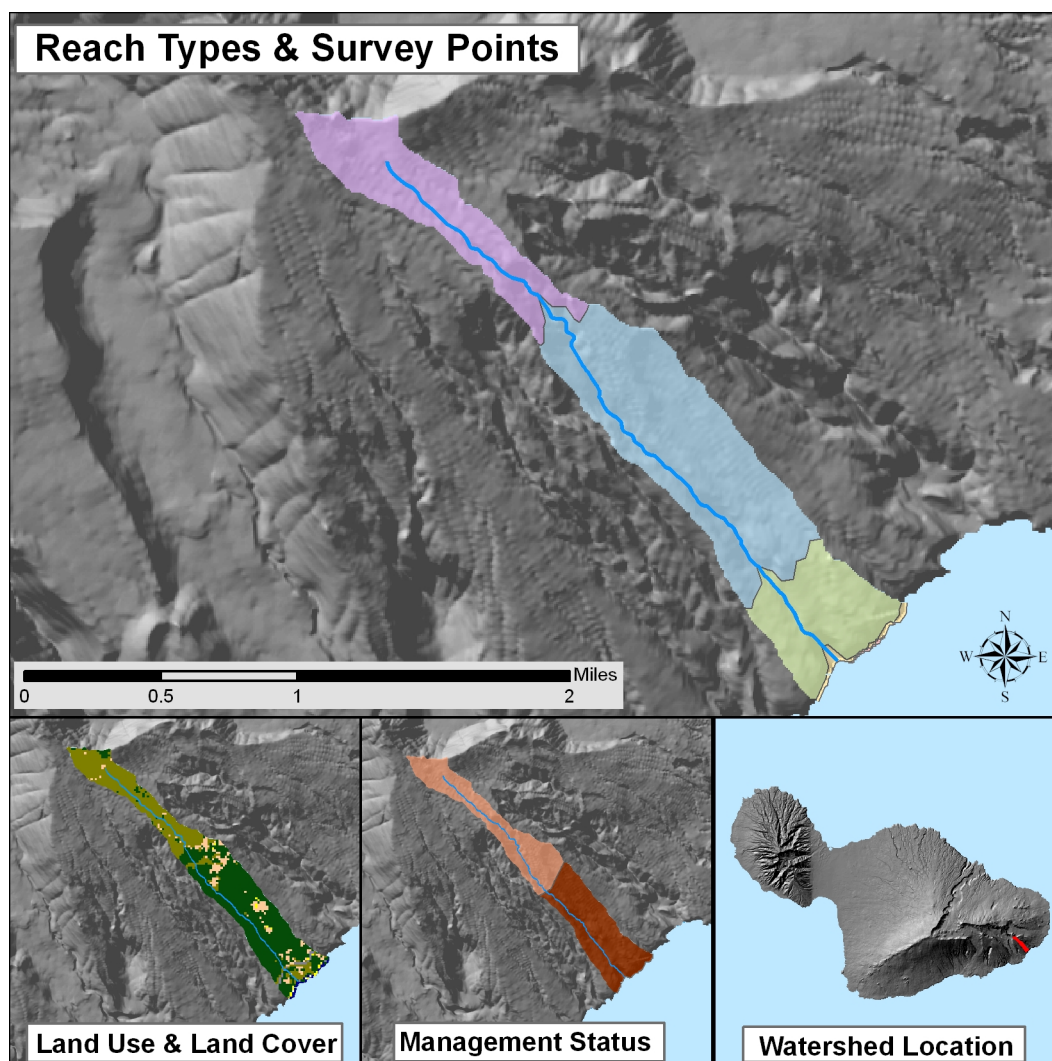 Reach Types & Survey Points
N
W E
S
Miles
0 0.5 1 2
Land Use & Land Cover
Management Status
Watershed Location